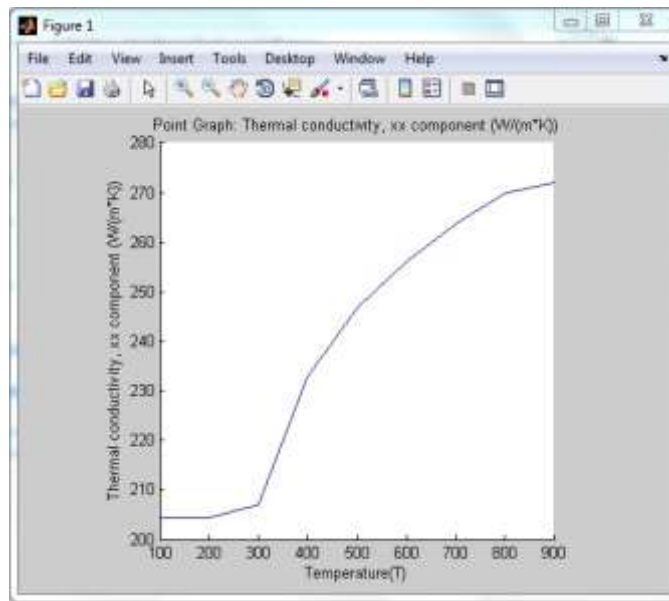 Figure 1
File Edit View Insert Tools Desktop Window Help
Point Graph: Thermal conductivity, xx component (W/(m*K))
Thermal conductivity, xx component (W/(m*K))
280
270
260
250
240
230
220
210
200
100 200 300 400 500 600 700 800 900
Temperature(T)